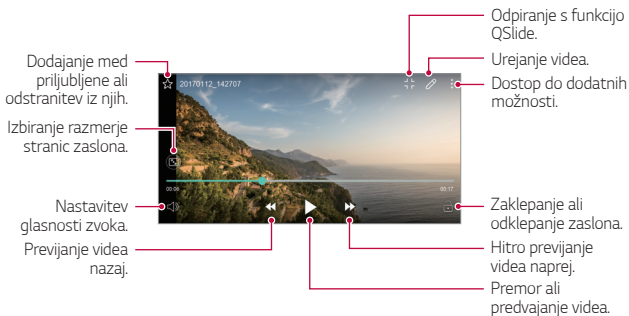 Odpiranje s funkcijo
QSlide.
Urejanje videa.
Dostop do dodatnih
možnosti.
Dodajanje med
priljubljene ali
odstranitev iz njih.
20170112_142707
Izbiranje razmerje
stranic zaslona.
00:06
00:17
Nastavitev
glasnosti zvoka.
Previjanje videa
nazaj.
Zaklepanje ali
odklepanje zaslona.
Hitro previjanje
videa naprej.
Premor ali
predvajanje videa.